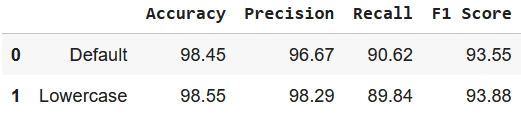 Accuracy Precision Recall F1 Score
0 Default 98.45 96.67 90.62 93.55
1 Lowercase 98.55 98.29 89.84 93.88